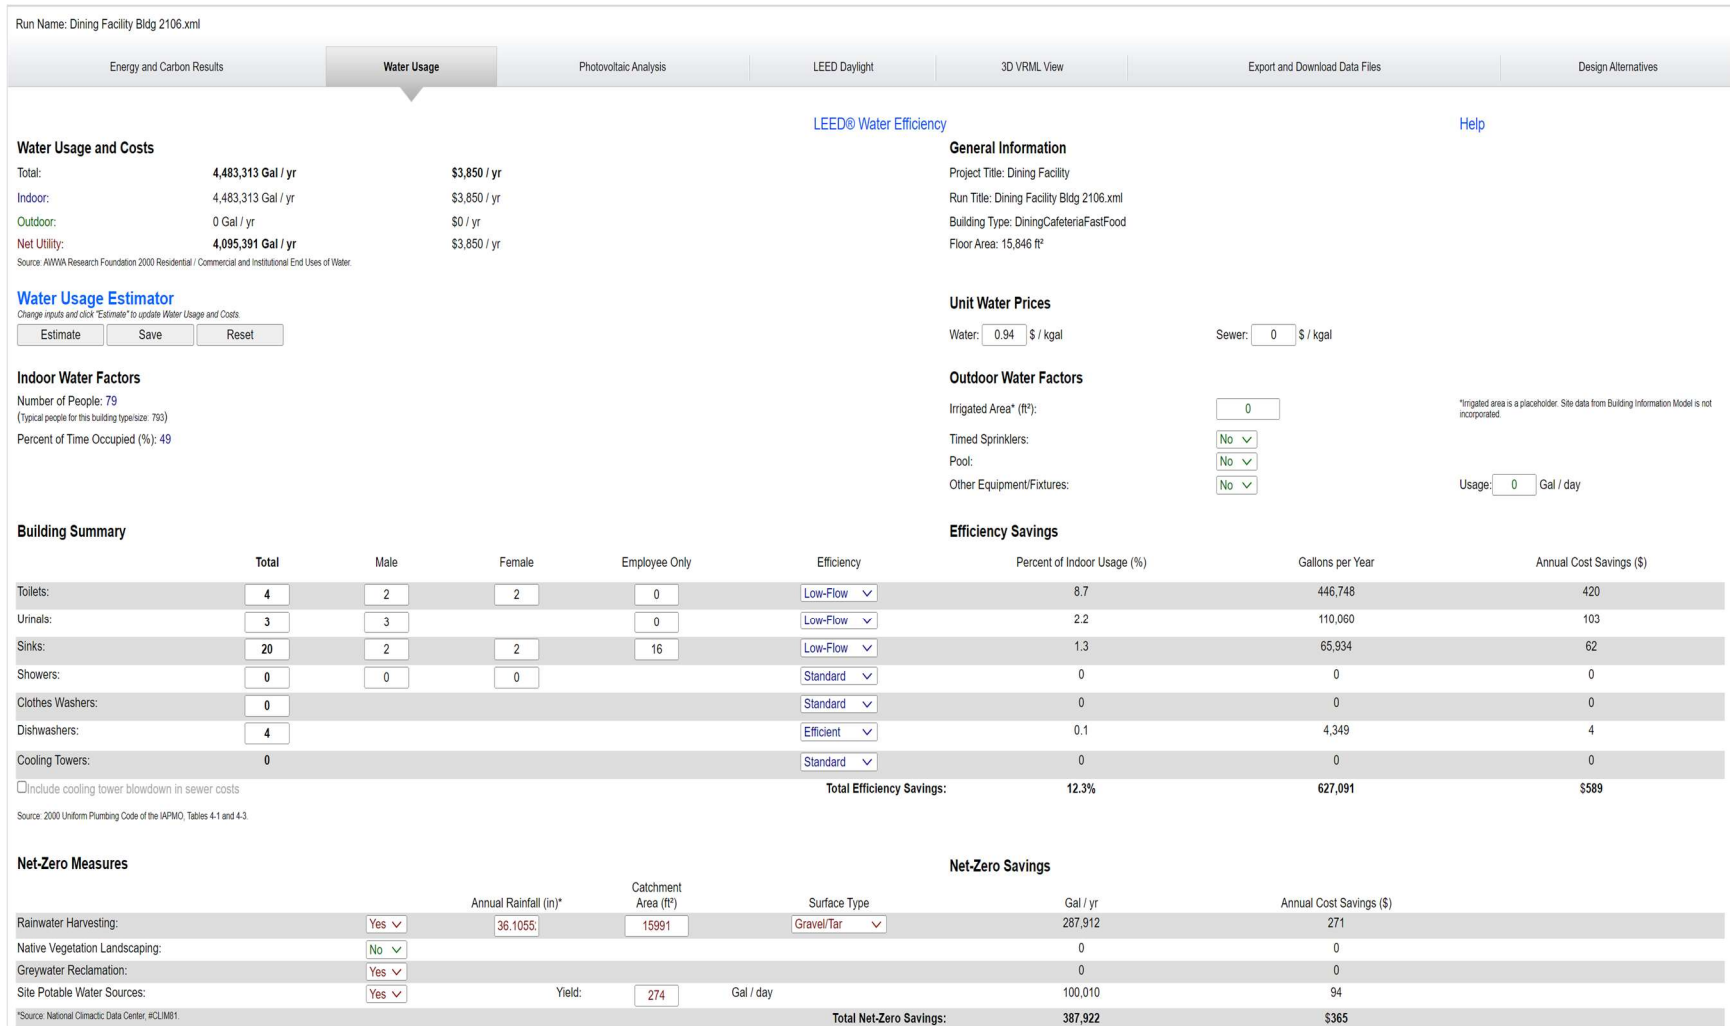 Run Name: Dining Facility Bldg 2106.xml
Energy and Carbon Results Water Usage Photovoltaic Analysis LEED Daylight 3D VRML View Export and Download Data Files Design Alternatives
LEED® Water Efficiency Help
Water Usage and Costs General Information
Total: 4,483,313 Gal / yr $3,850 / yr Project Title: Dining Facility
Indoor: 4,483,313 Gal / yr $3,850 / yr Run Title: Dining Facility Bldg 2106.xml
Outdoor: 0 Gal / yr $0 / yr Building Type: DiningCafeteriaFastFood
Net Utility: 4,095,391 Gal / yr $3,850 / yr Floor Area: 15,846 ft²
Source: AWWA Research Foundation 2000 Residential / Commercial and Institutional End Uses of Water.
Water Usage Estimator Unit Water Prices
Change inputs and click "Estimate" to update Water Usage and Costs.
Estimate Save Reset Water: 0.94 $ / kgal Sewer: 0 $ / kgal
Indoor Water Factors Outdoor Water Factors
Number of People: 79
(Typical people for this building type/size: 793)
Irrigated Area* (ft²): 0 *Irrigated area is a placeholder. Site data from Building Information Model is not
incorporated.
Percent of Time Occupied (%): 49 Timed Sprinklers: No
Pool: No
Other Equipment/Fixtures: No Usage: 0 Gal / day
Building Summary Efficiency Savings
Total Male Female Employee Only Efficiency Percent of Indoor Usage (%) Gallons per Year Annual Cost Savings ($)
Toilets: 4 2 2 0 Low-Flow 8.7 446,748 420
Urinals: 3 3 0 Low-Flow 2.2 110,060 103
Sinks: 20 2 2 16 Low-Flow 1.3 65,934 62
Showers: 0 0 0 Standard 0 0 0
Clothes Washers: 0 Standard 0 0 0
Dishwashers: 4 Efficient 0.1 4,349 4
Cooling Towers: 0 Standard 0 0 0
Include cooling tower blowdown in sewer costs Total Efficiency Savings: 12.3% 627,091 $589
Source: 2000 Uniform Plumbing Code of the IAPMO, Tables 4-1 and 4-3.
Net-Zero Measures Net-Zero Savings
Annual Rainfall (in)* Catchment
Area (ft²) Surface Type Gal / yr Annual Cost Savings ($)
Rainwater Harvesting: Yes 36.1055 15991 Gravel/Tar 287,912 271
Native Vegetation Landscaping: No 0 0
Greywater Reclamation: Yes 0 0
Site Potable Water Sources: Yes Yield: 274 Gal / day 100,010 94
*Source: National Climactic Data Center, #CLIM81. Total Net-Zero Savings: 387,922 $365